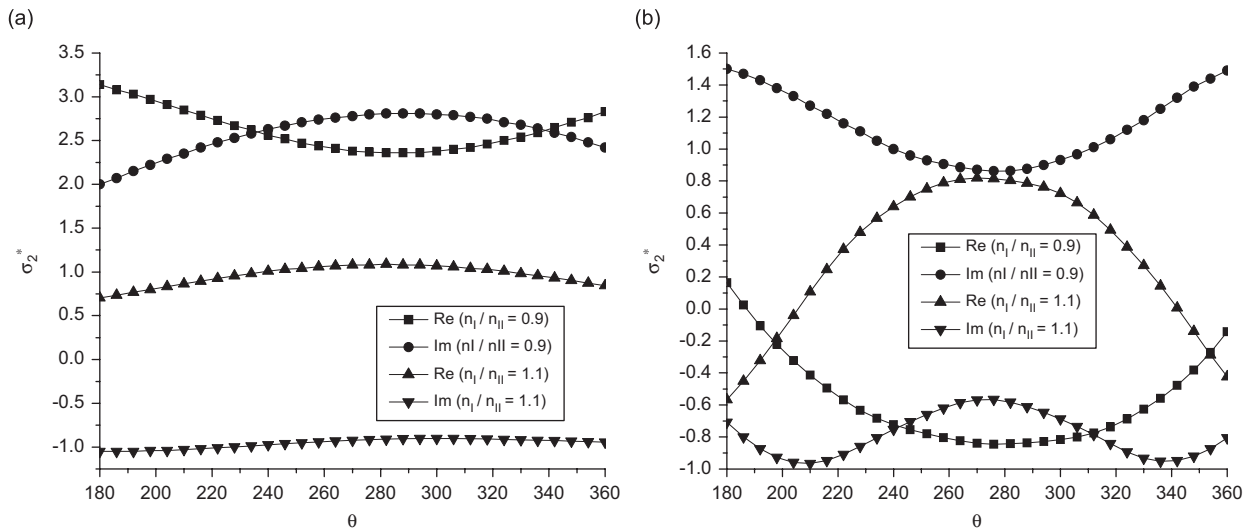 (a)
3.5
3.0
2.5
2.0
1.5
1.0
0.5
0.0
-0.5
-1.0
σ2*
180 200 220 240 260 280 300 320 340 360
θ
Re (nI / nII = 0.9)
Im (nI / nII = 0.9)
Re (nI / nII = 1.1)
Im (nI / nII = 1.1)
(b)
1.6
1.4
1.2
1.0
0.8
0.6
0.4
0.2
0.0
-0.2
-0.4
-0.6
-0.8
-1.0
σ2*
180 200 220 240 260 280 300 320 340 360
θ
Re (nI / nII = 0.9)
Im (nI / nII = 0.9)
Re (nI / nII = 1.1)
Im (nI / nII = 1.1)